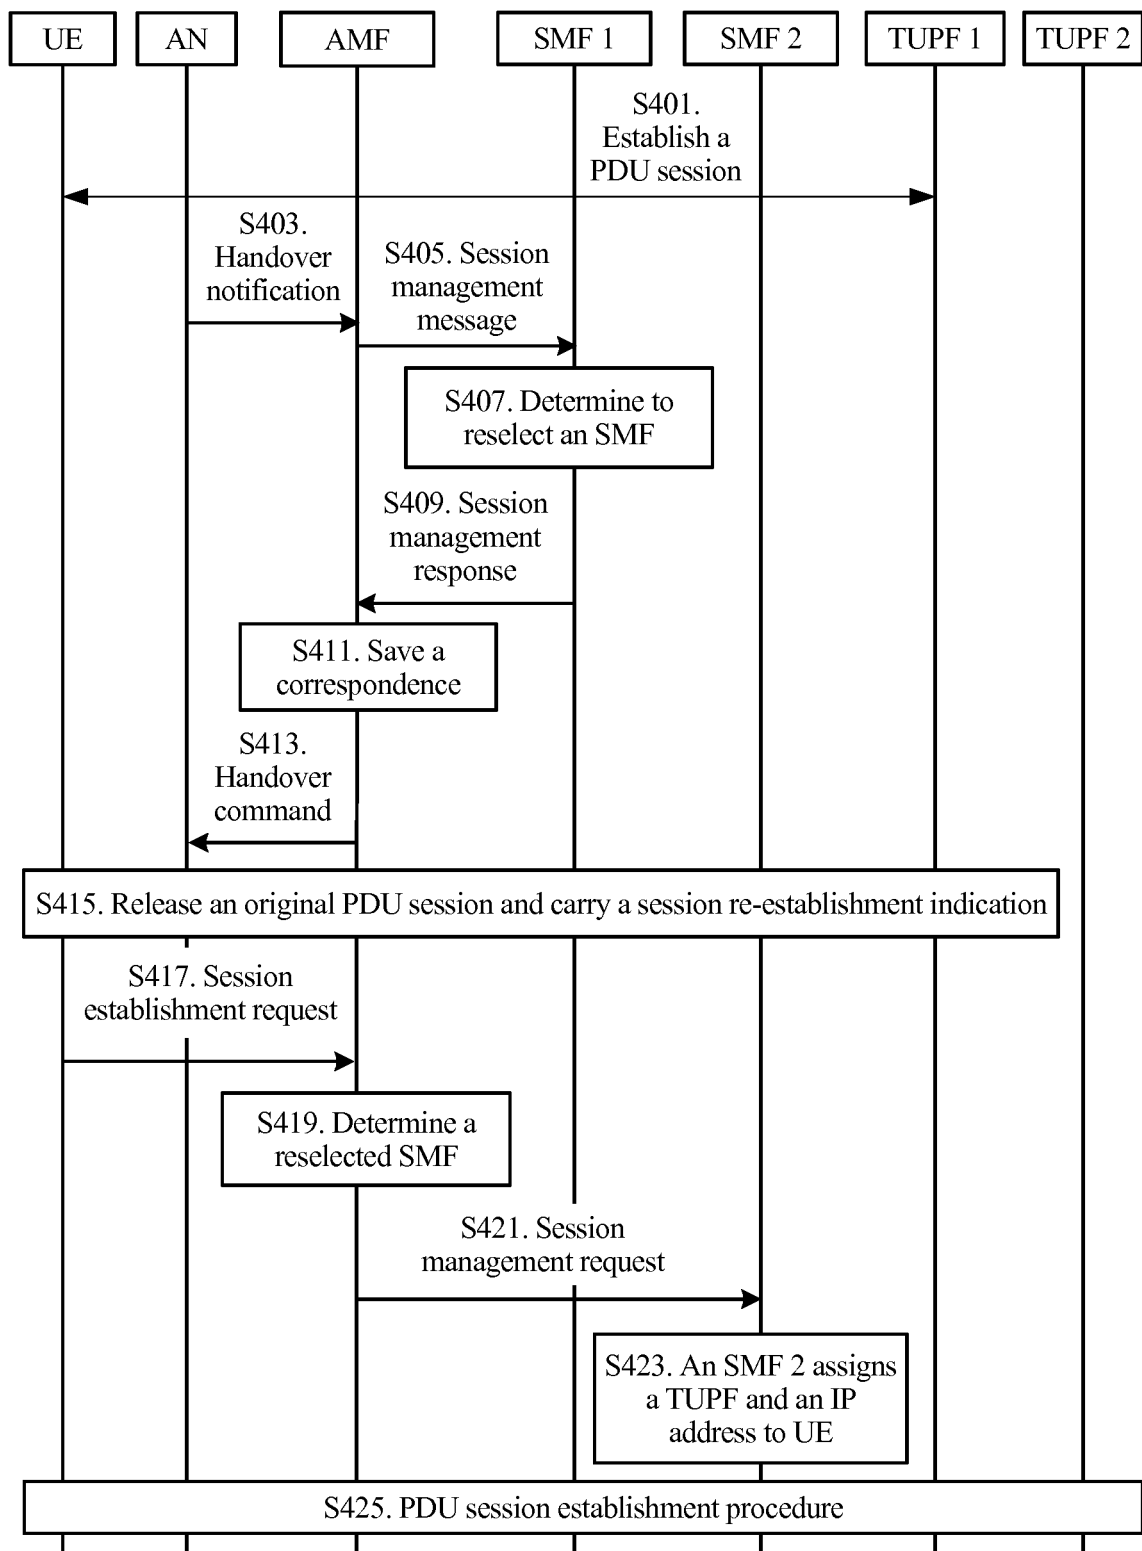 UE
AN
AMF
SMF 1
SMF 2
TUPF 1
TUPF 2
S401.
Establish a
PDU session
S403.
Handover
notification
S405. Session
management
message
S407. Determine to
reselect an SMF
S409. Session
management
response
S411. Save a
correspondence
S413.
Handover
command
S415. Release an original PDU session and carry a session re-establishment indication
S417. Session
establishment request
S419. Determine a
reselected SMF
S421. Session
management request
S423. An SMF 2 assigns
a TUPF and an IP
address to UE
S425. PDU session establishment procedure